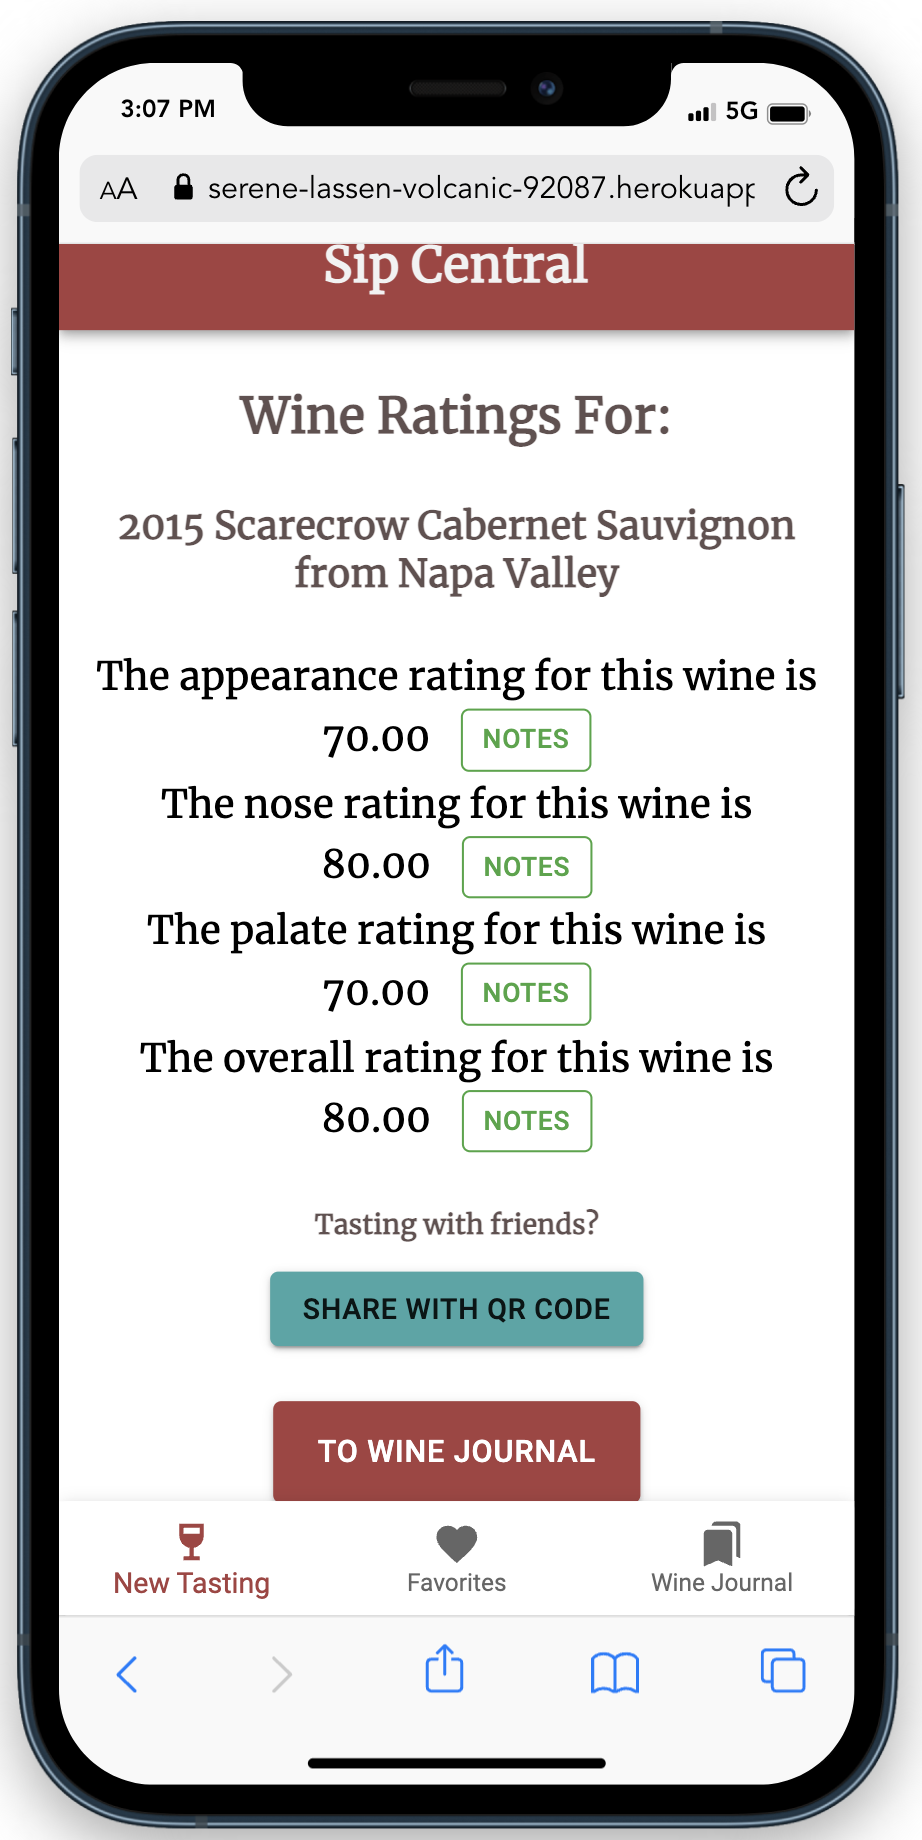 3:07 PM
5G
AA serene-lassen-volcanic-92087.herokuapp
Sip Central
Wine Ratings For:
2015 Scarecrow Cabernet Sauvignon
from Napa Valley
The appearance rating for this wine is
70.00 NOTES
The nose rating for this wine is
80.00 NOTES
The palate rating for this wine is
70.00 NOTES
The overall rating for this wine is
80.00 NOTES
Tasting with friends?
SHARE WITH QR CODE
TO WINE JOURNAL
New Tasting
Favorites
Wine Journal